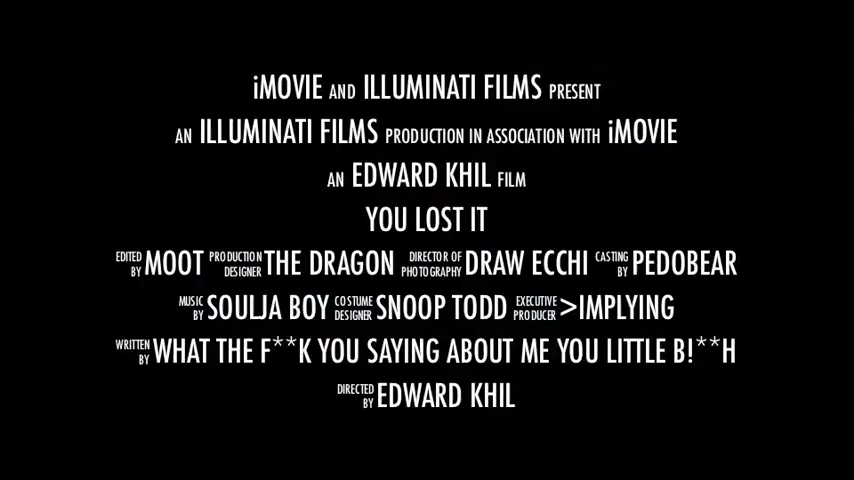 iMOVIE AND ILLUMINATI FILMS PRESENT
AN ILLUMINATI FILMS PRODUCTION IN ASSOCIATION WITH iMOVIE
AN EDWARD KHIL FILM
YOU LOST IT
EDITED BY MOOT PRODUCTION DESIGNER THE DRAGON DIRECTOR OF PHOTOGRAPHY DRAW ECCHI CASTING BY PEDOBEAR
MUSIC BY SOULJA BOY COSTUME DESIGNER SNOOP TODD EXECUTIVE PRODUCER >IMPLYING
WRITTEN BY WHAT THE F**K YOU SAYING ABOUT ME YOU LITTLE B!**H
DIRECTED BY EDWARD KHIL